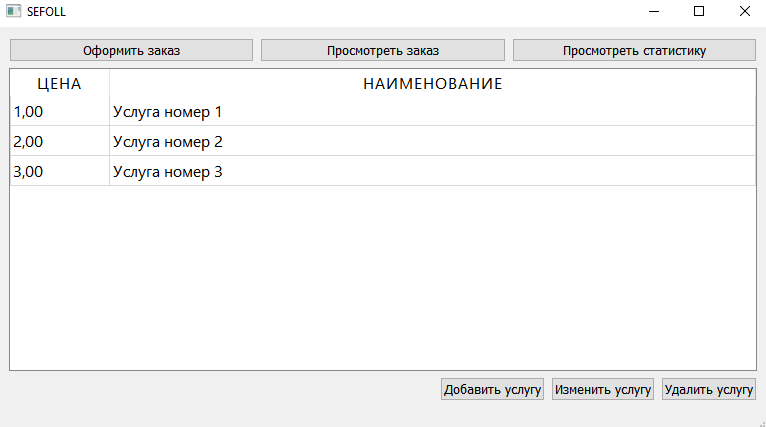 SEFOLL
Оформить заказ Просмотреть заказ Просмотреть статистику
ЦЕНА НАИМЕНОВАНИЕ
1,00 Услуга номер 1
2,00 Услуга номер 2
3,00 Услуга номер 3
Добавить услугу Изменить услугу Удалить услугу